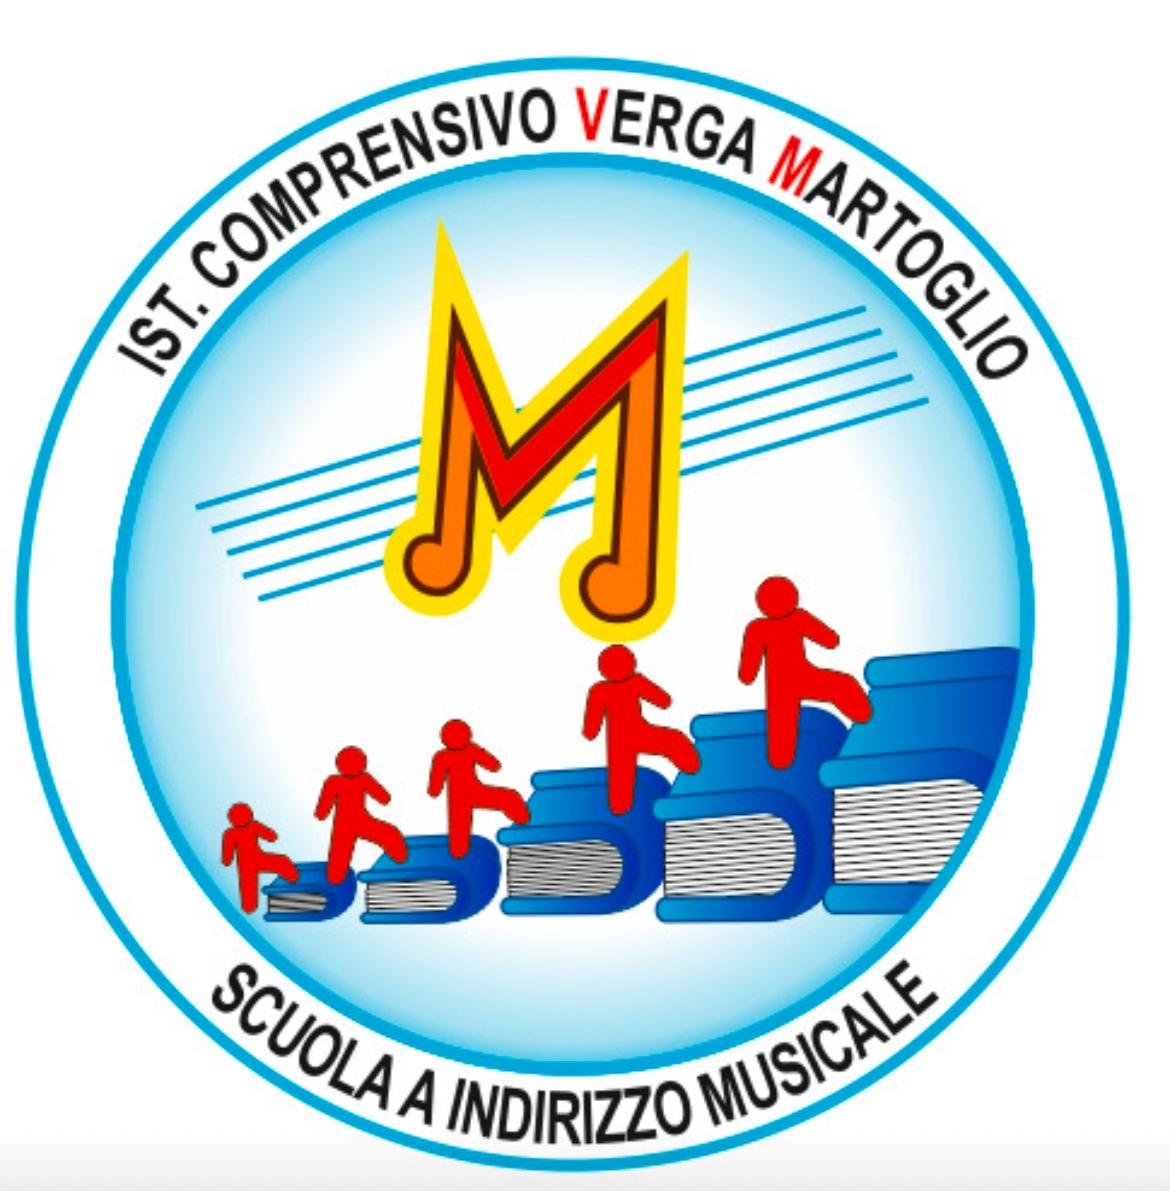 IST. COMPRENSIVO VERGA MARTOGLIO
SCUOLA A INDIRIZZO MUSICALE